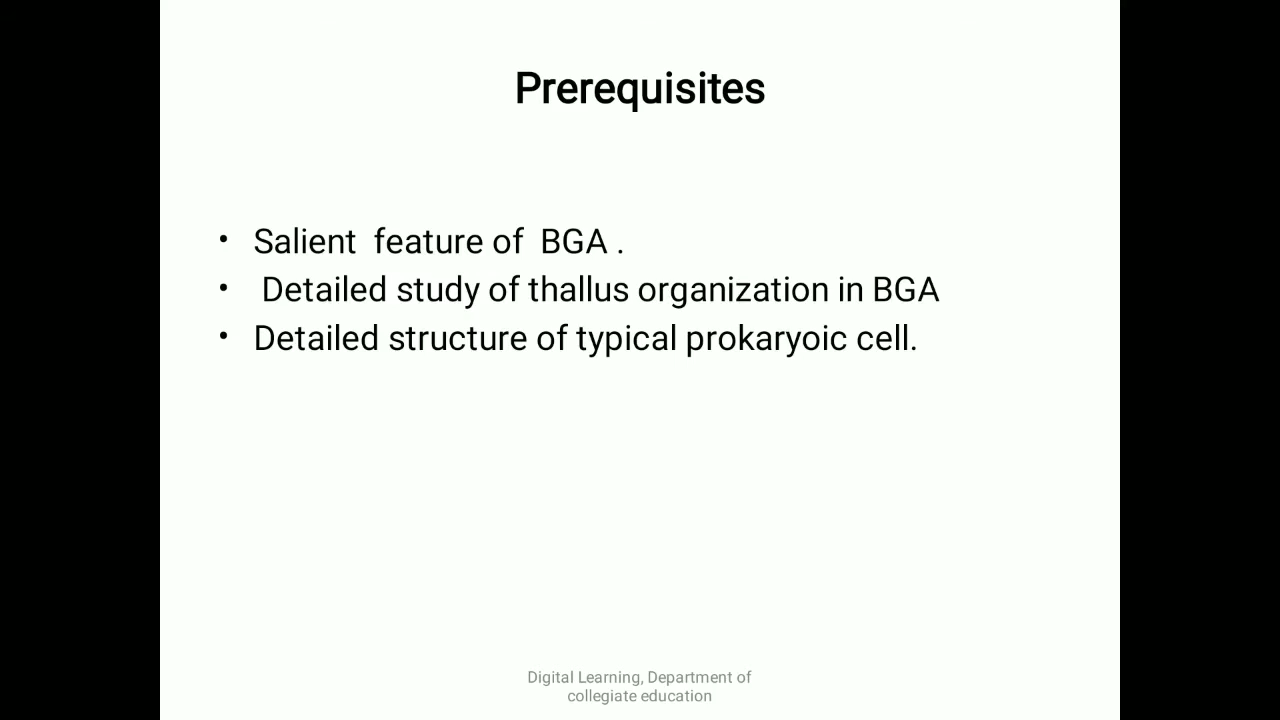 Prerequisites
• Salient feature of BGA .
• Detailed study of thallus organization in BGA
• Detailed structure of typical prokaryoic cell.
Digital Learning, Department of
collegiate education